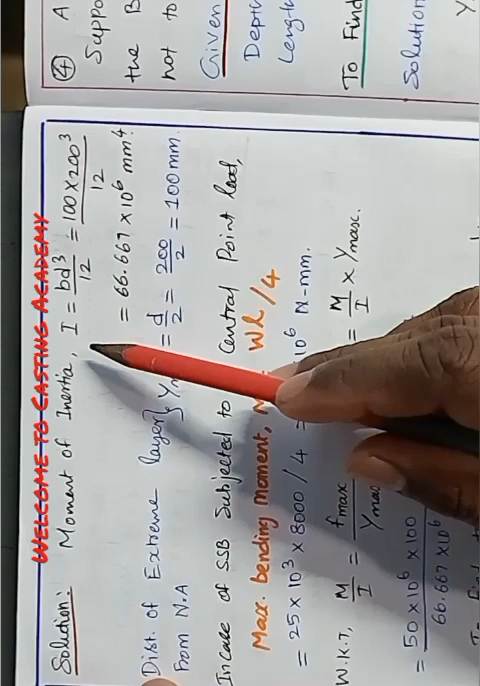 WELCOME TO CASTING ACADEMY
Solution: Moment of Inertia, I = bd³/12 = 100 x 200³/12
= 66.667 x 10⁶ mm⁴.
Dist. of Extreme layer
from N.A } = d/2 = 200/2 = 100mm.
Incase of SSB Subjected to Central Point load,
Max. bending moment, Wl/4
= 25 x 10³ x 8000/4 = 10⁶ N-mm.
W.K.T, M/I = fmax/Ymax = M/I x Ymax.
= 50 x 10⁶ x 100/66.667 x 10⁶
④ A
Suppo
the B
not to
Given
Depth
Length
To Find
Solution